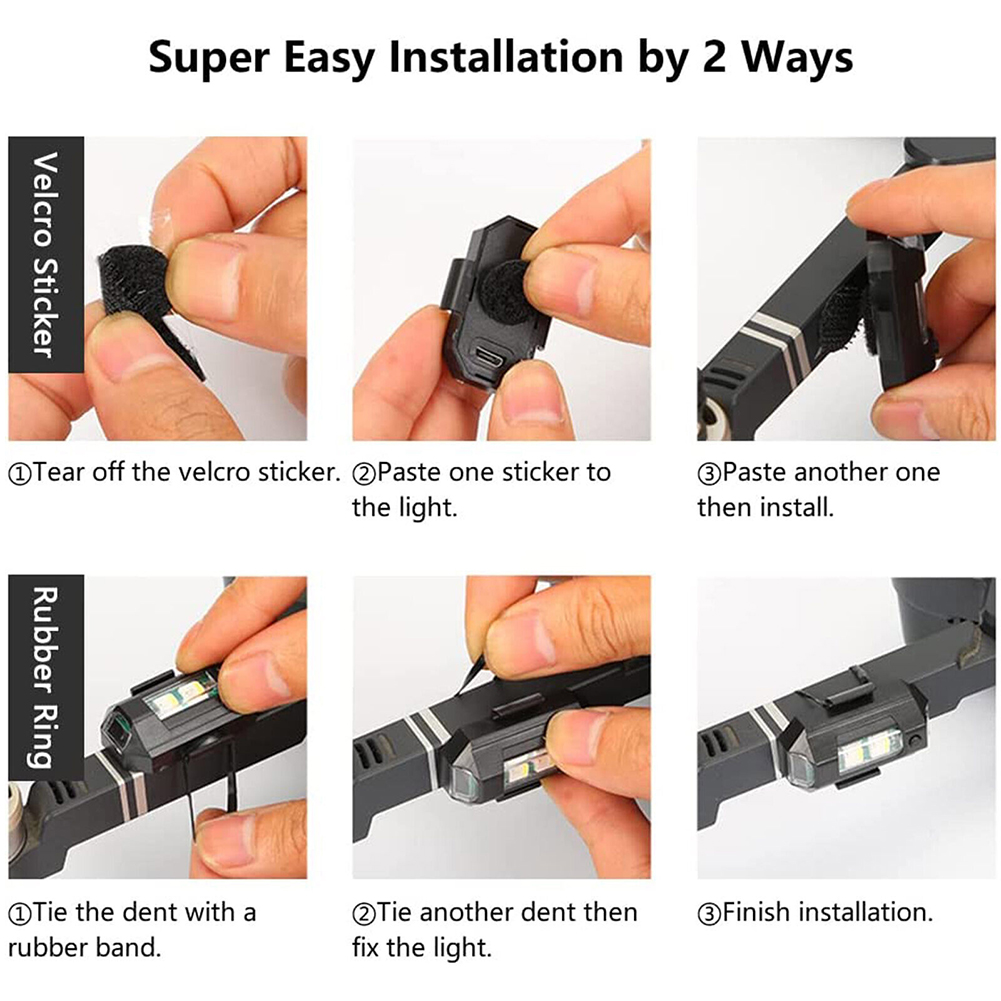 Super Easy Installation by 2 Ways
Velcro Sticker
①Tear off the velcro sticker.
②Paste one sticker to
the light.
③Paste another one
then install.
Rubber Ring
①Tie the dent with a
rubber band.
②Tie another dent then
fix the light.
③Finish installation.